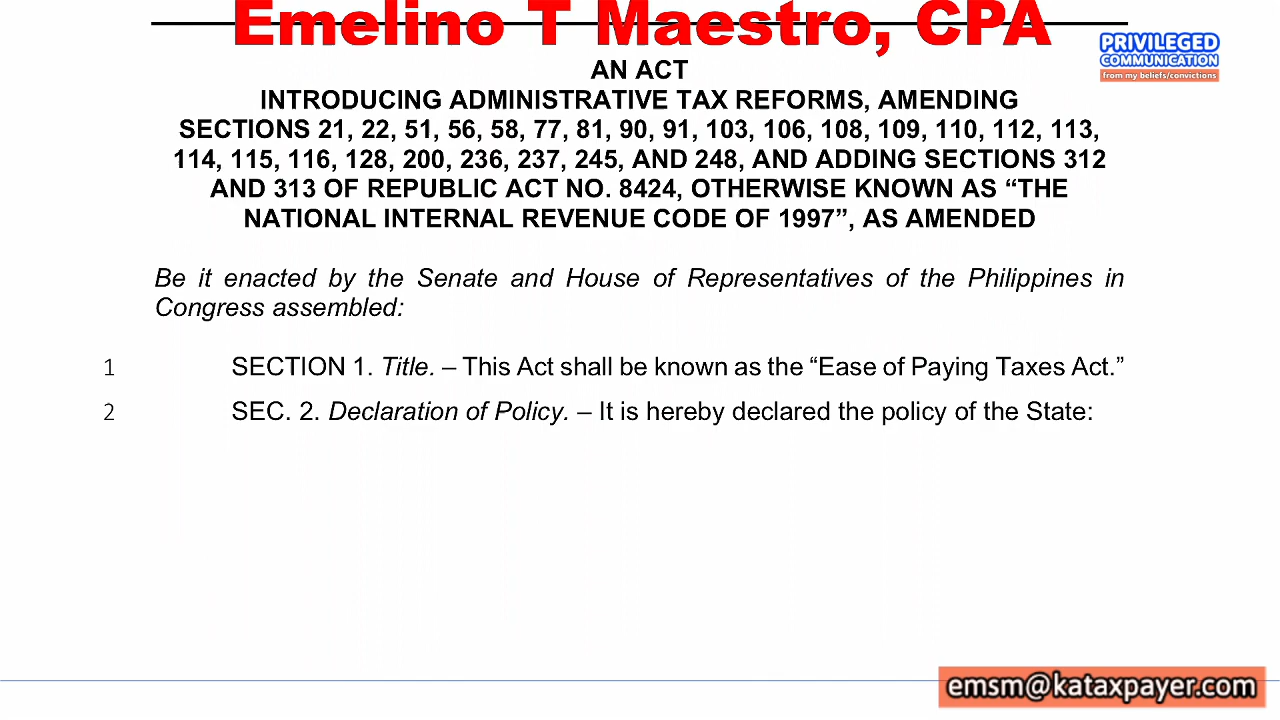 Emelino T Maestro, CPA
PRIVILEGED
COMMUNICATION
from my beliefs/convictions
AN ACT
INTRODUCING ADMINISTRATIVE TAX REFORMS, AMENDING
SECTIONS 21, 22, 51, 56, 58, 77, 81, 90, 91, 103, 106, 108, 109, 110, 112, 113,
114, 115, 116, 128, 200, 236, 237, 245, AND 248, AND ADDING SECTIONS 312
AND 313 OF REPUBLIC ACT NO. 8424, OTHERWISE KNOWN AS “THE
NATIONAL INTERNAL REVENUE CODE OF 1997”, AS AMENDED
Be it enacted by the Senate and House of Representatives of the Philippines in
Congress assembled:
1 SECTION 1. Title. – This Act shall be known as the “Ease of Paying Taxes Act.”
2 SEC. 2. Declaration of Policy. – It is hereby declared the policy of the State:
emsm@kataxpayer.com